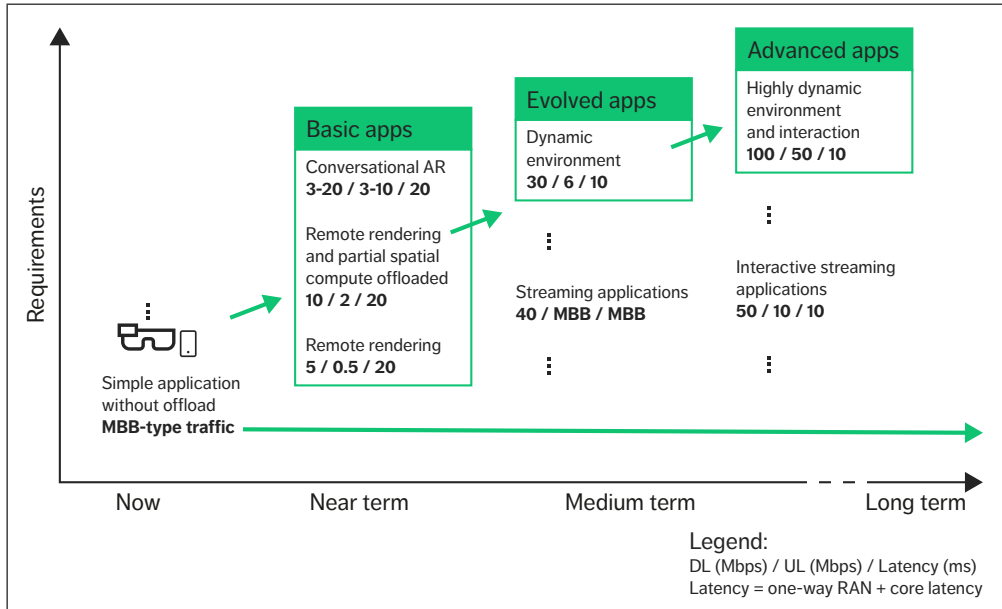 Requirements
Simple application
without offload
MBB-type traffic
Basic apps
Conversational AR
3-20 / 3-10 / 20
Remote rendering
and partial spatial
compute offloaded
10 / 2 / 20
Remote rendering
5 / 0.5 / 20
Evolved apps
Dynamic
environment
30 / 6 / 10
Streaming applications
40 / MBB / MBB
Advanced apps
Highly dynamic
environment
and interaction
100 / 50 / 10
Interactive streaming
applications
50 / 10 / 10
Now
Near term
Medium term
Long term
Legend:
DL (Mbps) / UL (Mbps) / Latency (ms)
Latency = one-way RAN + core latency